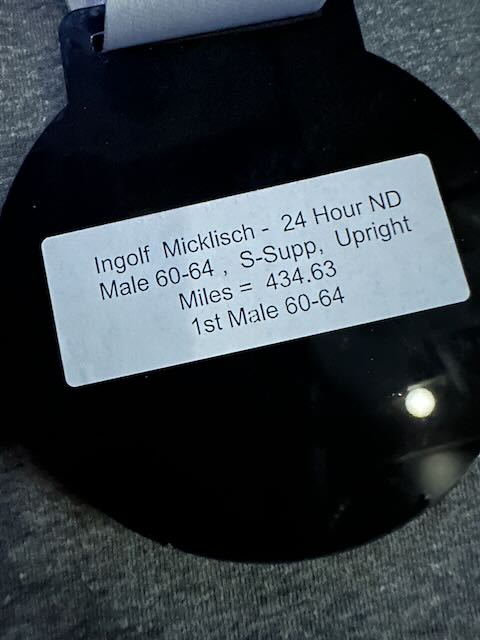 Ingolf Micklisch - 24 Hour ND
Male 60-64 , S-Supp, Upright
Miles = 434.63
1st Male 60-64